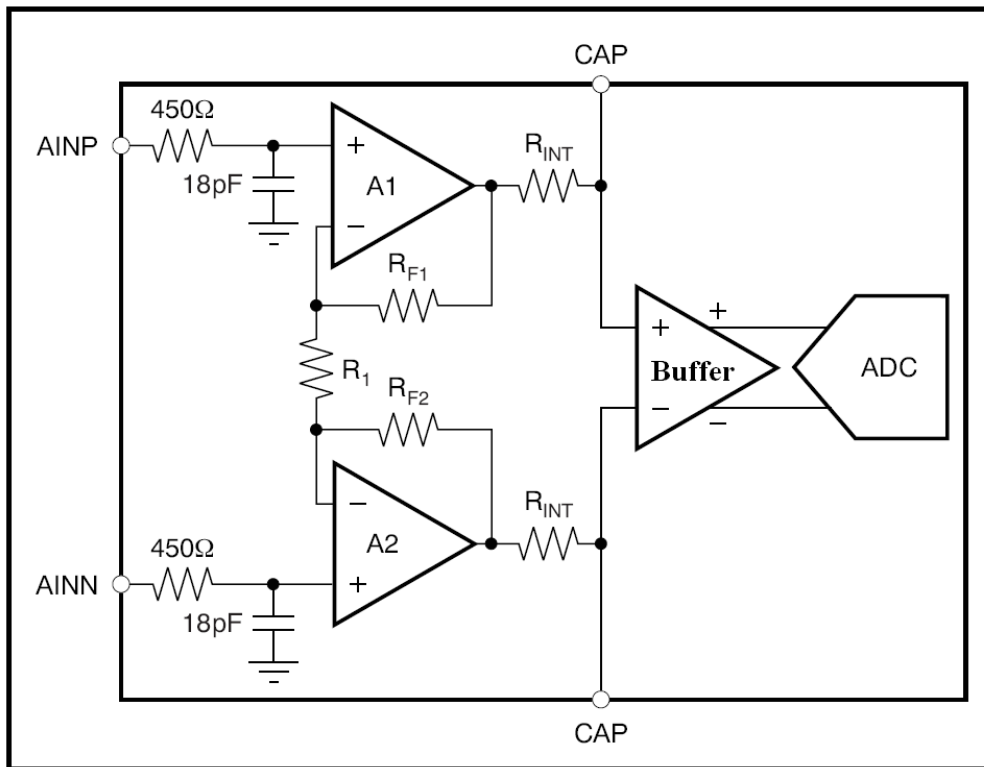 CAP
450Ω
AINP
+
A1
R_INT
18pF
−
R_F1
+
+
Buffer
ADC
R_1
R_F2
−
−
−
R_INT
450Ω
A2
AINN
+
18pF
CAP